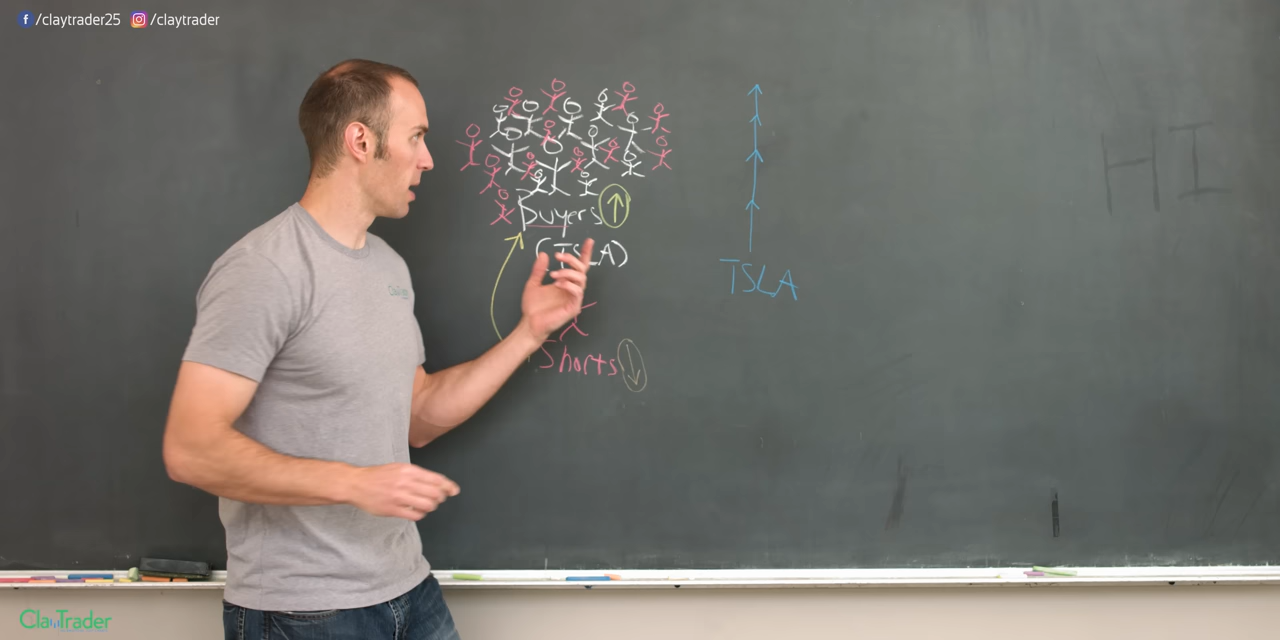 /claytrader25 /claytrader
Buyers
(TSLA)
Shorts
TSLA
HI
ClayTrader